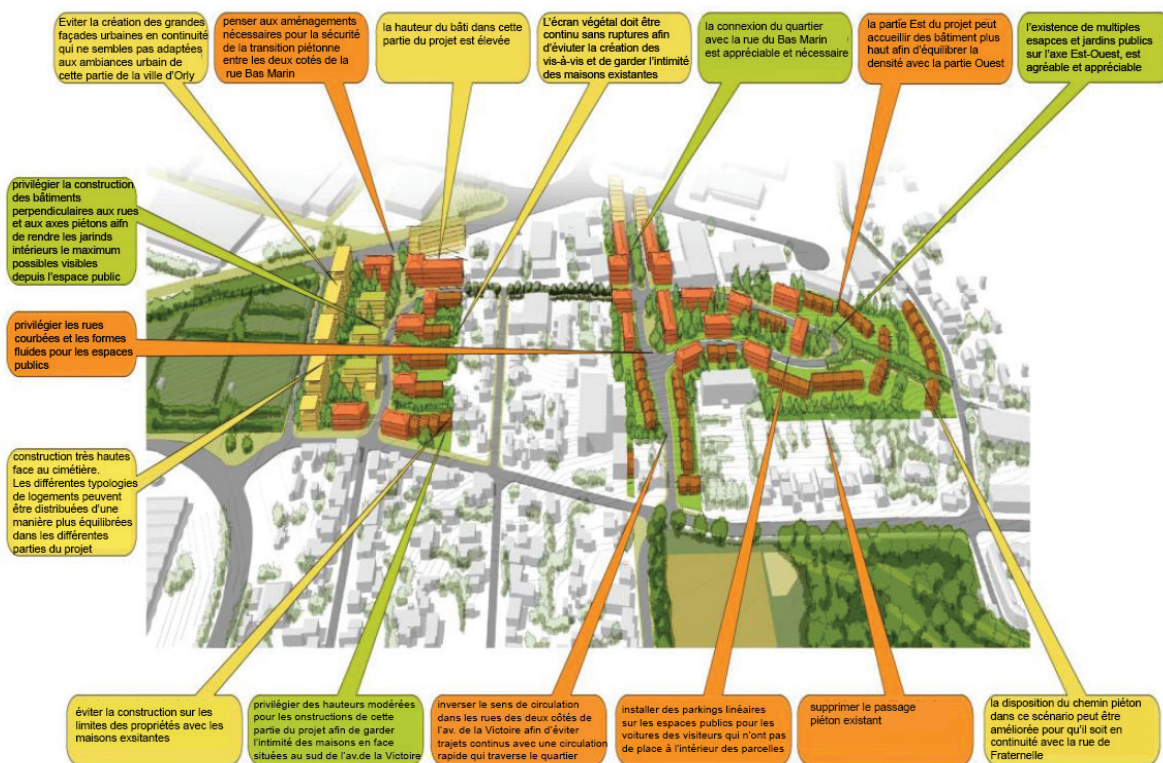 Eviter la création des grandes
façades urbaines en continuité
qui ne sembles pas adaptées
aux ambiances urbain de
cette partie de la ville d'Orly
penser aux aménagements
nécessaires pour la sécurité
de la transition piétonne
entre les deux cotés de la
rue Bas Marin
la hauteur du bâti dans cette
partie du projet est élevée
L'écran végétal doit être
continu sans ruptures afin
d'éviuter la création des
vis-à-vis et de garder l'intimité
des maisons existantes
la connexion du quartier
avec la rue du Bas Marin
est appréciable et nécessaire
la partie Est du projet peut
accueillir des bâtiment plus
haut afin d'équilibrer la
densité avec la partie Ouest
l'existence de multiples
esapces et jardins publics
sur l'axe Est-Ouest, est
agréable et appréciable
privilégier la construction
des bâtiments
perpendiculaires aux rues
et aux axes piétons aifn
de rendre les jarinds
intérieurs le maximum
possibles visibles
depuis l'espace public
privilégier les rues
courbées et les formes
fluides pour les espaces
publics
construction très hautes
face au cimétière.
Les différentes typologies
de logements peuvent
être distribuées d'une
manière plus équilibrées
dans les différentes
parties du projet
éviter la construction sur les
limites des propriétés avec les
maisons exsitantes
privilégier des hauteurs modérées
pour les onstructions de cette
partie du projet afin de garder
l'intimité des maisons en face
situées au sud de l'av.de la Victoire
inverser le sens de circulation
dans les rues des deux côtés de
l'av. de la Victoire afin d'éviter
trajets continus avec une circulation
rapide qui traverse le quartier
installer des parkings linéaires
sur les espaces publics pour les
voitures des visiteurs qui n'ont pas
de place à l'intérieur des parcelles
supprimer le passage
piéton existant
la disposition du chemin piéton
dans ce scénario peut être
améliorée pour qu'il soit en
continuité avec la rue de
Fraternelle